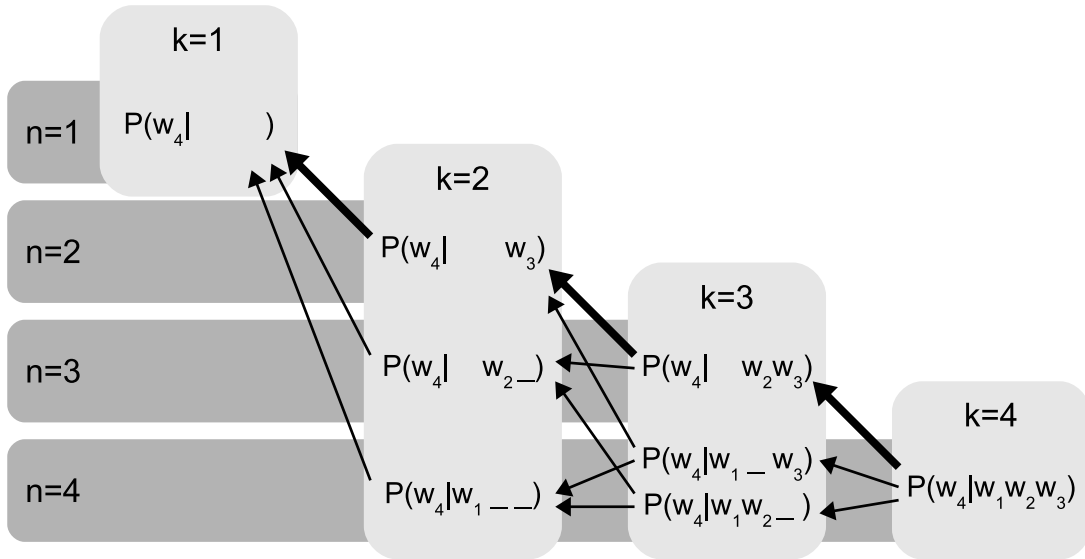 k=1
n=1 P(w₄| )
k=2
n=2 P(w₄| w₃)
k=3
n=3 P(w₄| w₂_) P(w₄| w₂w₃)
k=4
P(w₄|w₁_w₃)
n=4 P(w₄|w₁_ _) P(w₄|w₁w₂_) P(w₄|w₁w₂w₃)